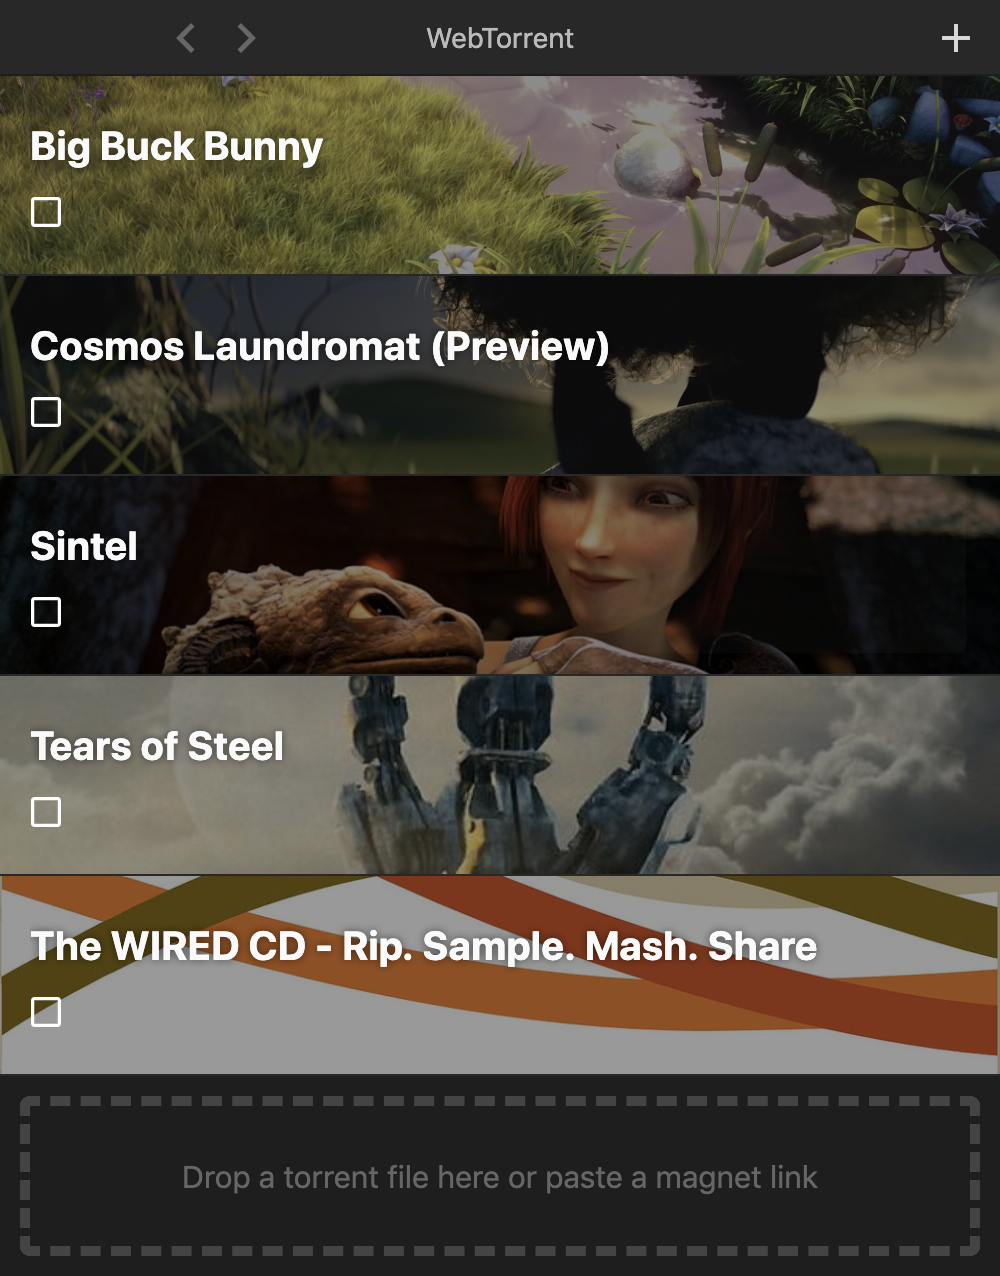 WebTorrent
Big Buck Bunny
Cosmos Laundromat (Preview)
Sintel
Tears of Steel
The WIRED CD - Rip. Sample. Mash. Share
Drop a torrent file here or paste a magnet link